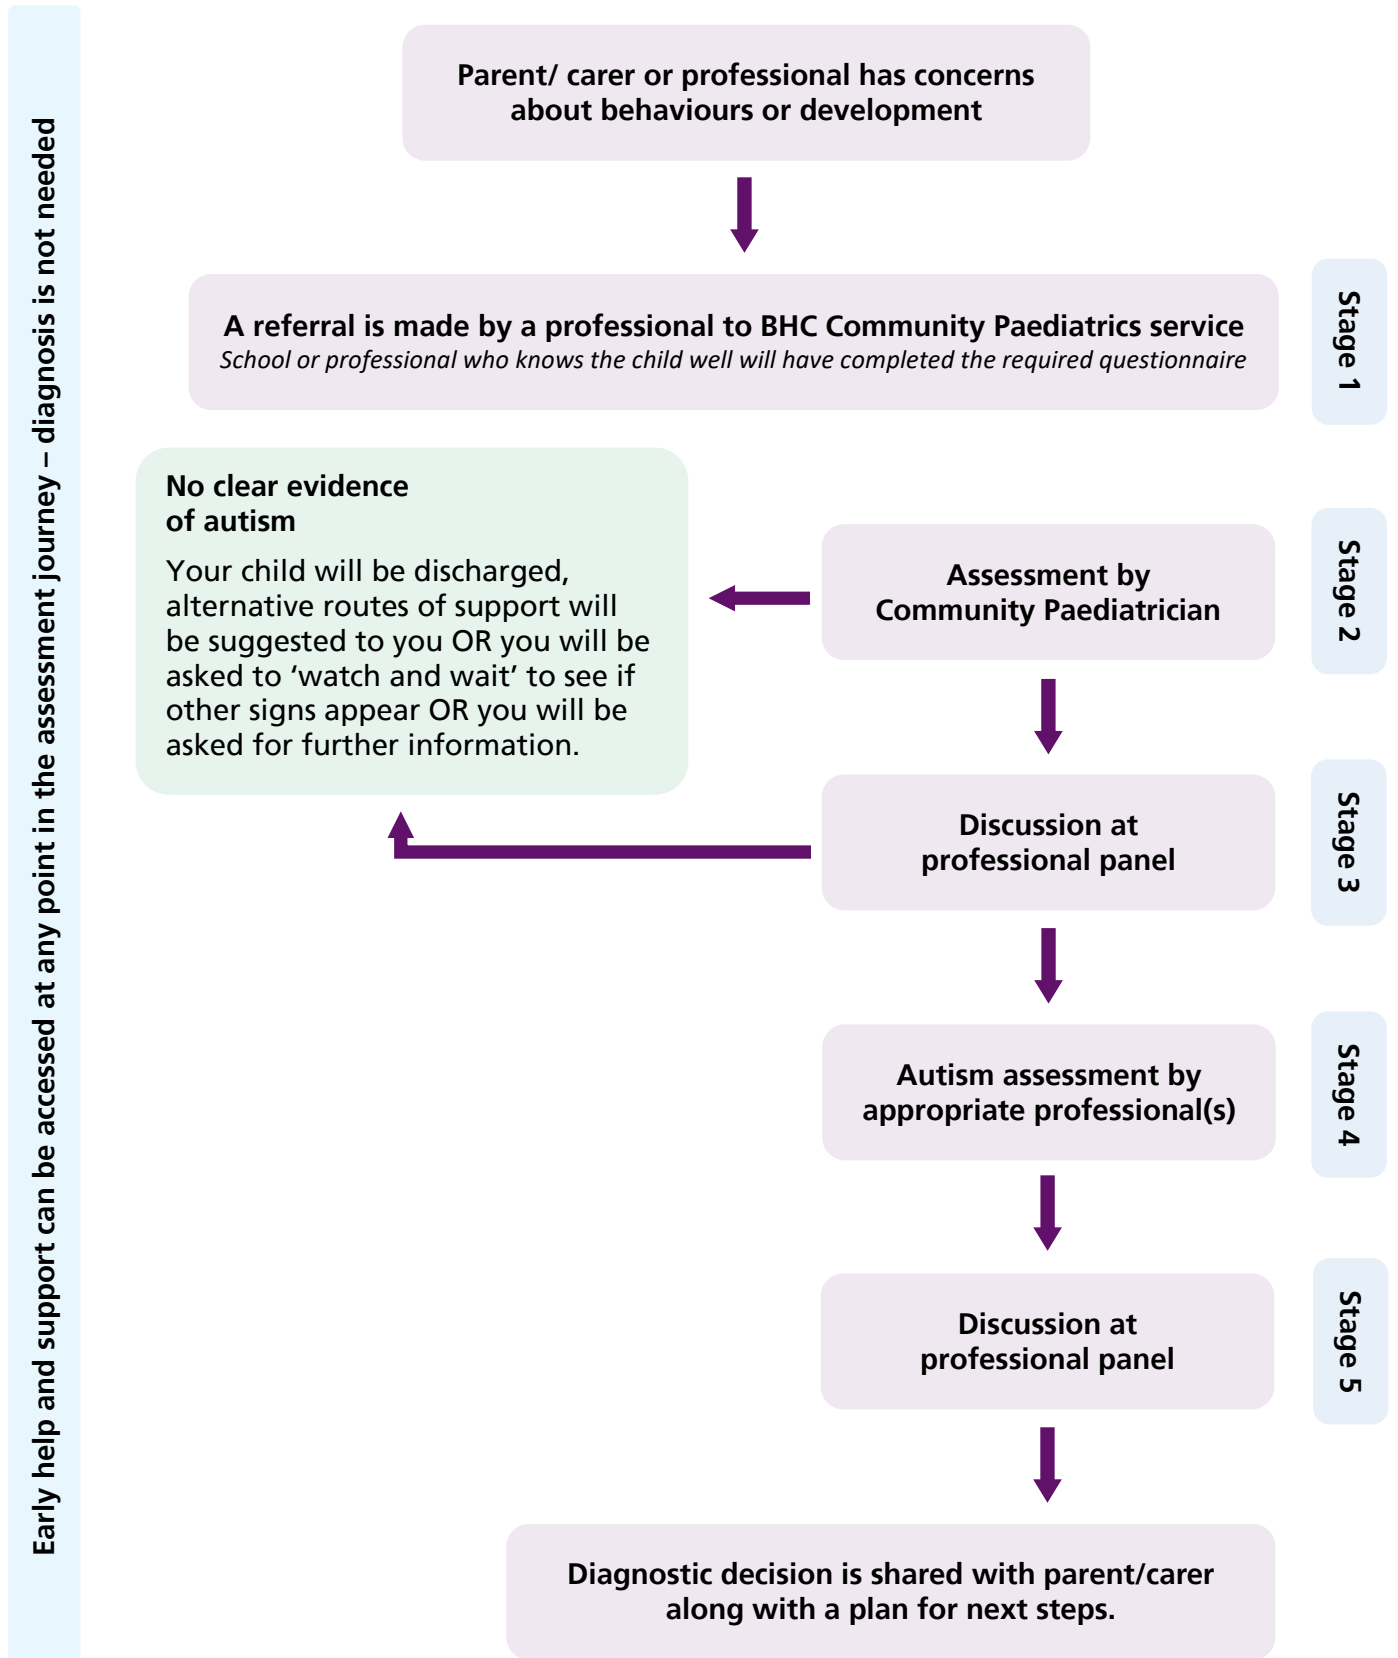 Early help and support can be accessed at any point in the assessment journey – diagnosis is not needed
Parent/ carer or professional has concerns
about behaviours or development
A referral is made by a professional to BHC Community Paediatrics service
School or professional who knows the child well will have completed the required questionnaire
Stage 1
No clear evidence
of autism
Your child will be discharged,
alternative routes of support will
be suggested to you OR you will be
asked to ‘watch and wait’ to see if
other signs appear OR you will be
asked for further information.
Assessment by
Community Paediatrician
Stage 2
Discussion at
professional panel
Stage 3
Autism assessment by
appropriate professional(s)
Stage 4
Discussion at
professional panel
Stage 5
Diagnostic decision is shared with parent/carer
along with a plan for next steps.